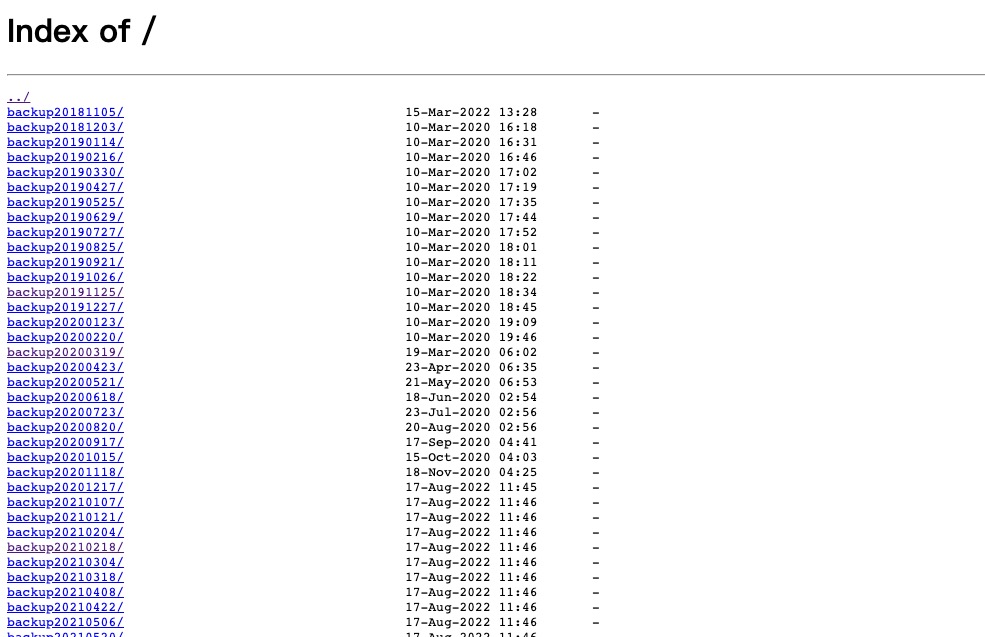 Index of /
../
backup20181105/ 15-Mar-2022 13:28 -
backup20181203/ 10-Mar-2020 16:18 -
backup20190114/ 10-Mar-2020 16:31 -
backup20190216/ 10-Mar-2020 16:46 -
backup20190330/ 10-Mar-2020 17:02 -
backup20190427/ 10-Mar-2020 17:19 -
backup20190525/ 10-Mar-2020 17:35 -
backup20190629/ 10-Mar-2020 17:44 -
backup20190727/ 10-Mar-2020 17:52 -
backup20190825/ 10-Mar-2020 18:01 -
backup20190921/ 10-Mar-2020 18:11 -
backup20191026/ 10-Mar-2020 18:22 -
backup20191125/ 10-Mar-2020 18:34 -
backup20191227/ 10-Mar-2020 18:45 -
backup20200123/ 10-Mar-2020 19:09 -
backup20200220/ 10-Mar-2020 19:46 -
backup20200319/ 19-Mar-2020 06:02 -
backup20200423/ 23-Apr-2020 06:35 -
backup20200521/ 21-May-2020 06:53 -
backup20200618/ 18-Jun-2020 02:54 -
backup20200723/ 23-Jul-2020 02:56 -
backup20200820/ 20-Aug-2020 02:56 -
backup20200917/ 17-Sep-2020 04:41 -
backup20201015/ 15-Oct-2020 04:03 -
backup20201118/ 18-Nov-2020 04:25 -
backup20201217/ 17-Aug-2022 11:45 -
backup20210107/ 17-Aug-2022 11:46 -
backup20210121/ 17-Aug-2022 11:46 -
backup20210204/ 17-Aug-2022 11:46 -
backup20210218/ 17-Aug-2022 11:46 -
backup20210304/ 17-Aug-2022 11:46 -
backup20210318/ 17-Aug-2022 11:46 -
backup20210408/ 17-Aug-2022 11:46 -
backup20210422/ 17-Aug-2022 11:46 -
backup20210506/ 17-Aug-2022 11:46 -